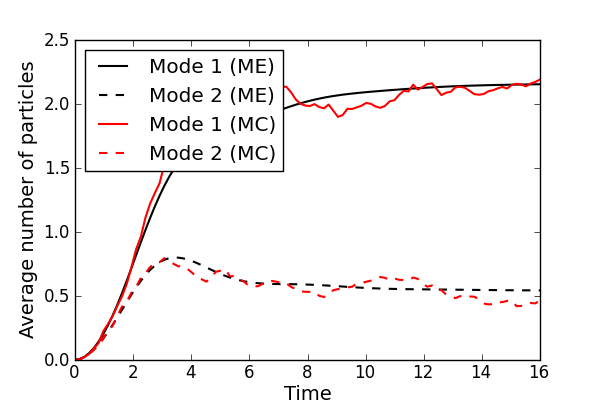 2.5
2.0
1.5
1.0
0.5
0.0
Average number of particles
Mode 1 (ME)
Mode 2 (ME)
Mode 1 (MC)
Mode 2 (MC)
0 2 4 6 8 10 12 14 16
Time